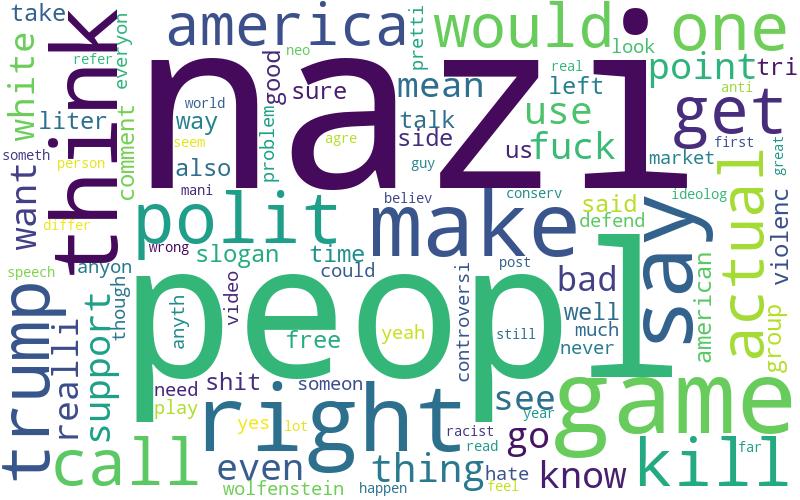 take
america
would
one
think
refer
everyon
pretti
look
neo
nazi
good
real
point
tri
white
sure
mean
left
anti
comment
liter
world
way
problem
talk
use
get
someth
seem
agre
side
us
fuck
first
person
also
guy
market
great
want
mani
believ
conserv
said
ideolog
actual
violenc
differ
polit
make
defend
say
wrong
slogan
time
speech
anyon
though
could
controversi
post
bad
american
trump
realli
support
people
anyth
video
free
yeah
still
well
much
never
group
need
shit
someon
see
game
play
right
year
yes
lot
racist
read
go
far
call
even
thing
hate
know
kill
wolfenstein
happen
feel